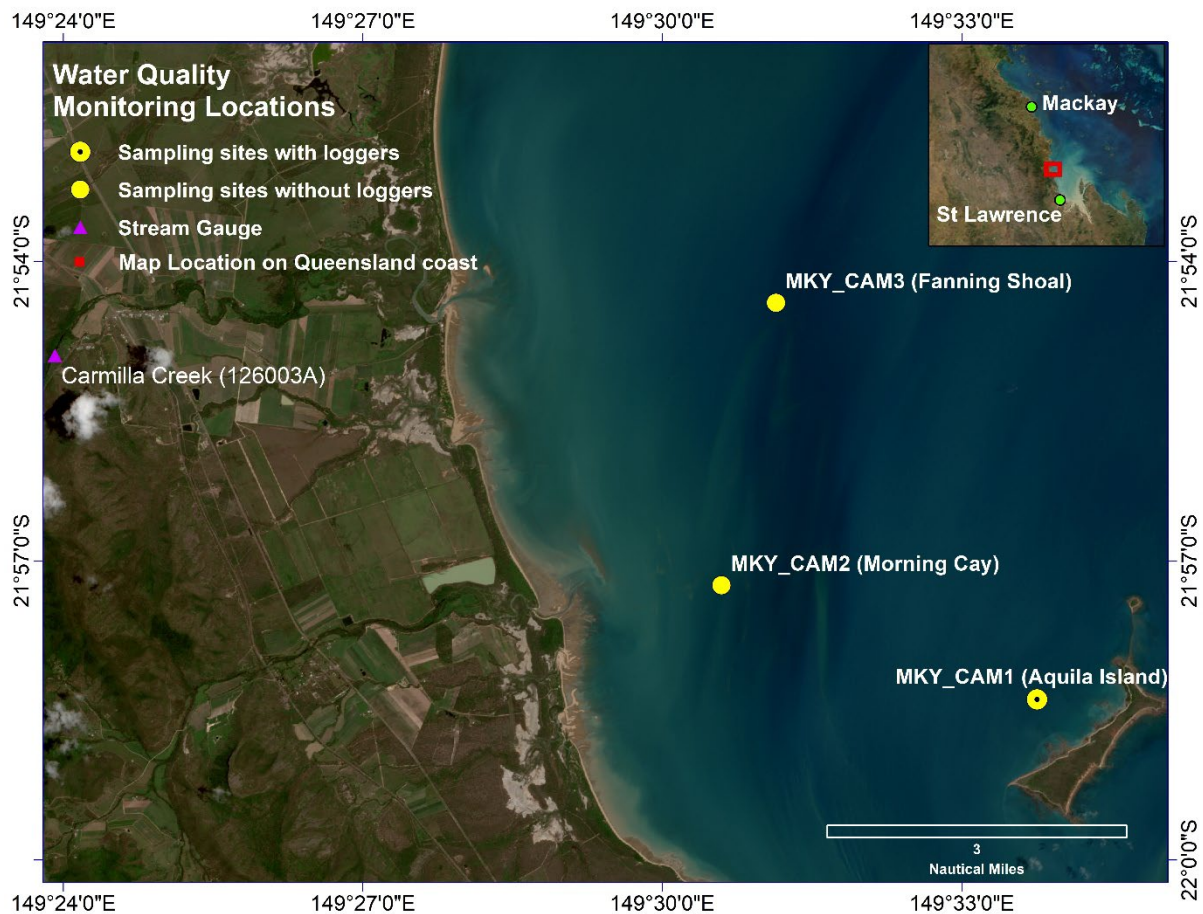 149°24'0"E 149°27'0"E 149°30'0"E 149°33'0"E
Water Quality
Monitoring Locations
Sampling sites with loggers
Sampling sites without loggers
Stream Gauge
Map Location on Queensland coast
Mackay
St Lawrence
21°54'0"S
21°54'0"S
MKY_CAM3 (Fanning Shoal)
Carmilla Creek (126003A)
21°57'0"S
21°57'0"S
MKY_CAM2 (Morning Cay)
MKY_CAM1 (Aquila Island)
3
Nautical Miles
22°0'0"S
149°24'0"E 149°27'0"E 149°30'0"E 149°33'0"E